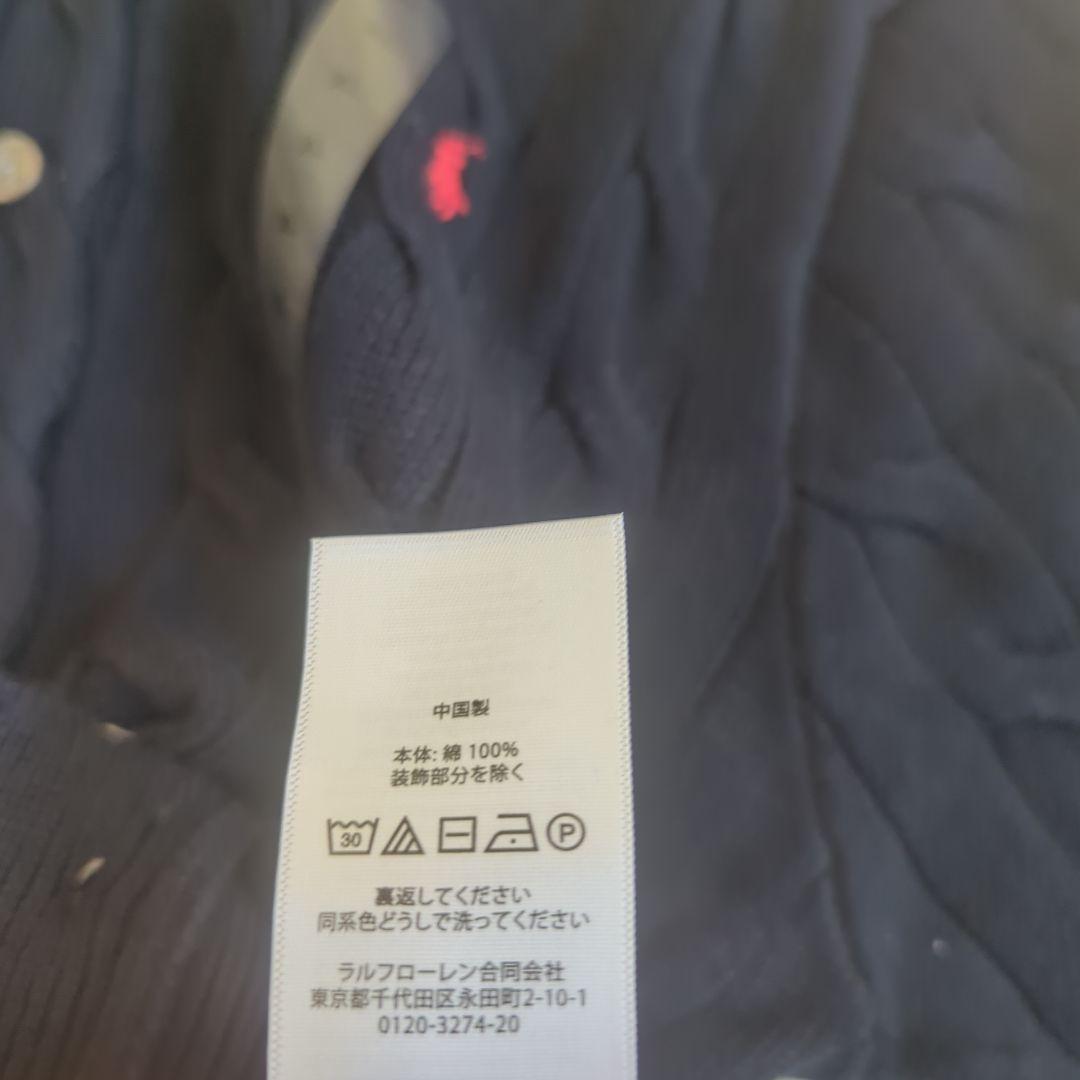 中国製
本体: 綿 100%
装飾部分を除く
30 P
裏返してください
同系色どうしで洗ってください
ラルフローレン合同会社
東京都千代田区永田町2-10-1
0120-3274-20